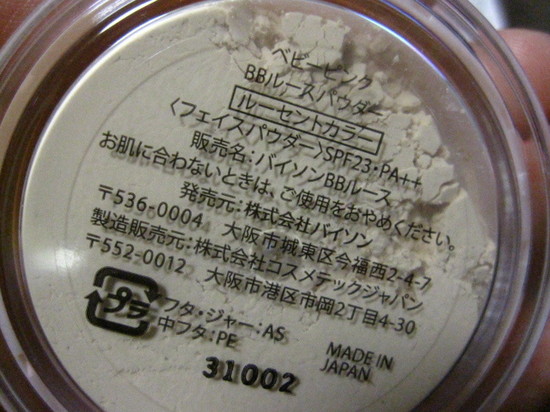 ベビーピンク
BBルースパウダー
ルーセントカラー
〈フェイスパウダー〉SPF23・PA++
販売名:バイソンBBルース
お肌に合わないときは、ご使用をおやめください。
発売元:株式会社バイソン
〒536-0004 大阪市城東区今福西2-4-7
製造販売元:株式会社コスメテックジャパン
〒552-0012 大阪市港区市岡2丁目4-30
プラ
フタ・ジャー:AS
中フタ:PE
MADE IN
JAPAN
31002